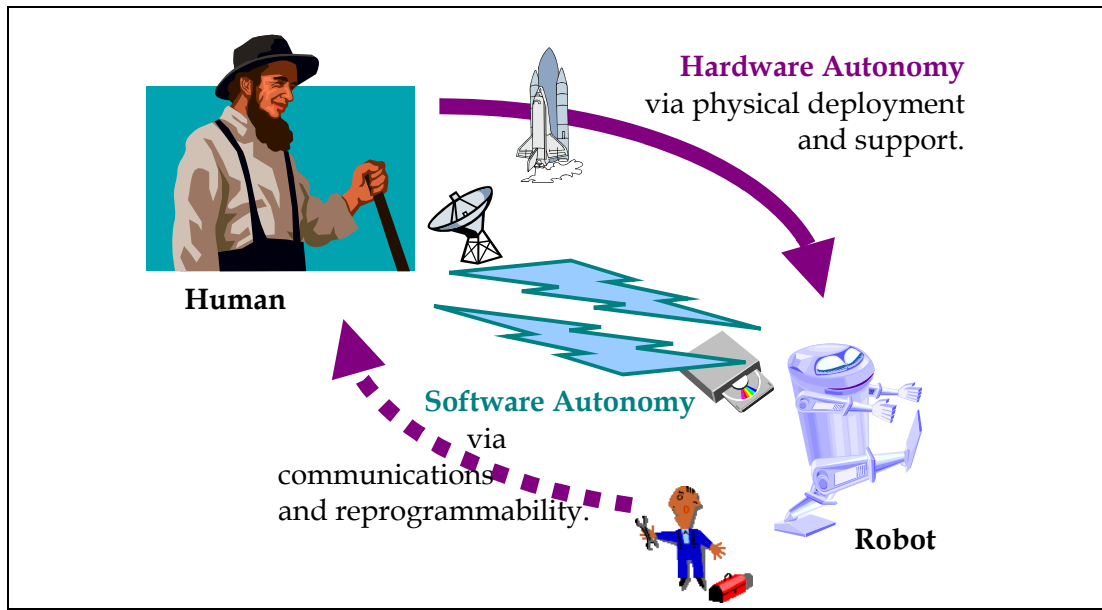 Hardware Autonomy
via physical deployment
and support.
Human
Software Autonomy
via
communications
and reprogrammability.
Robot